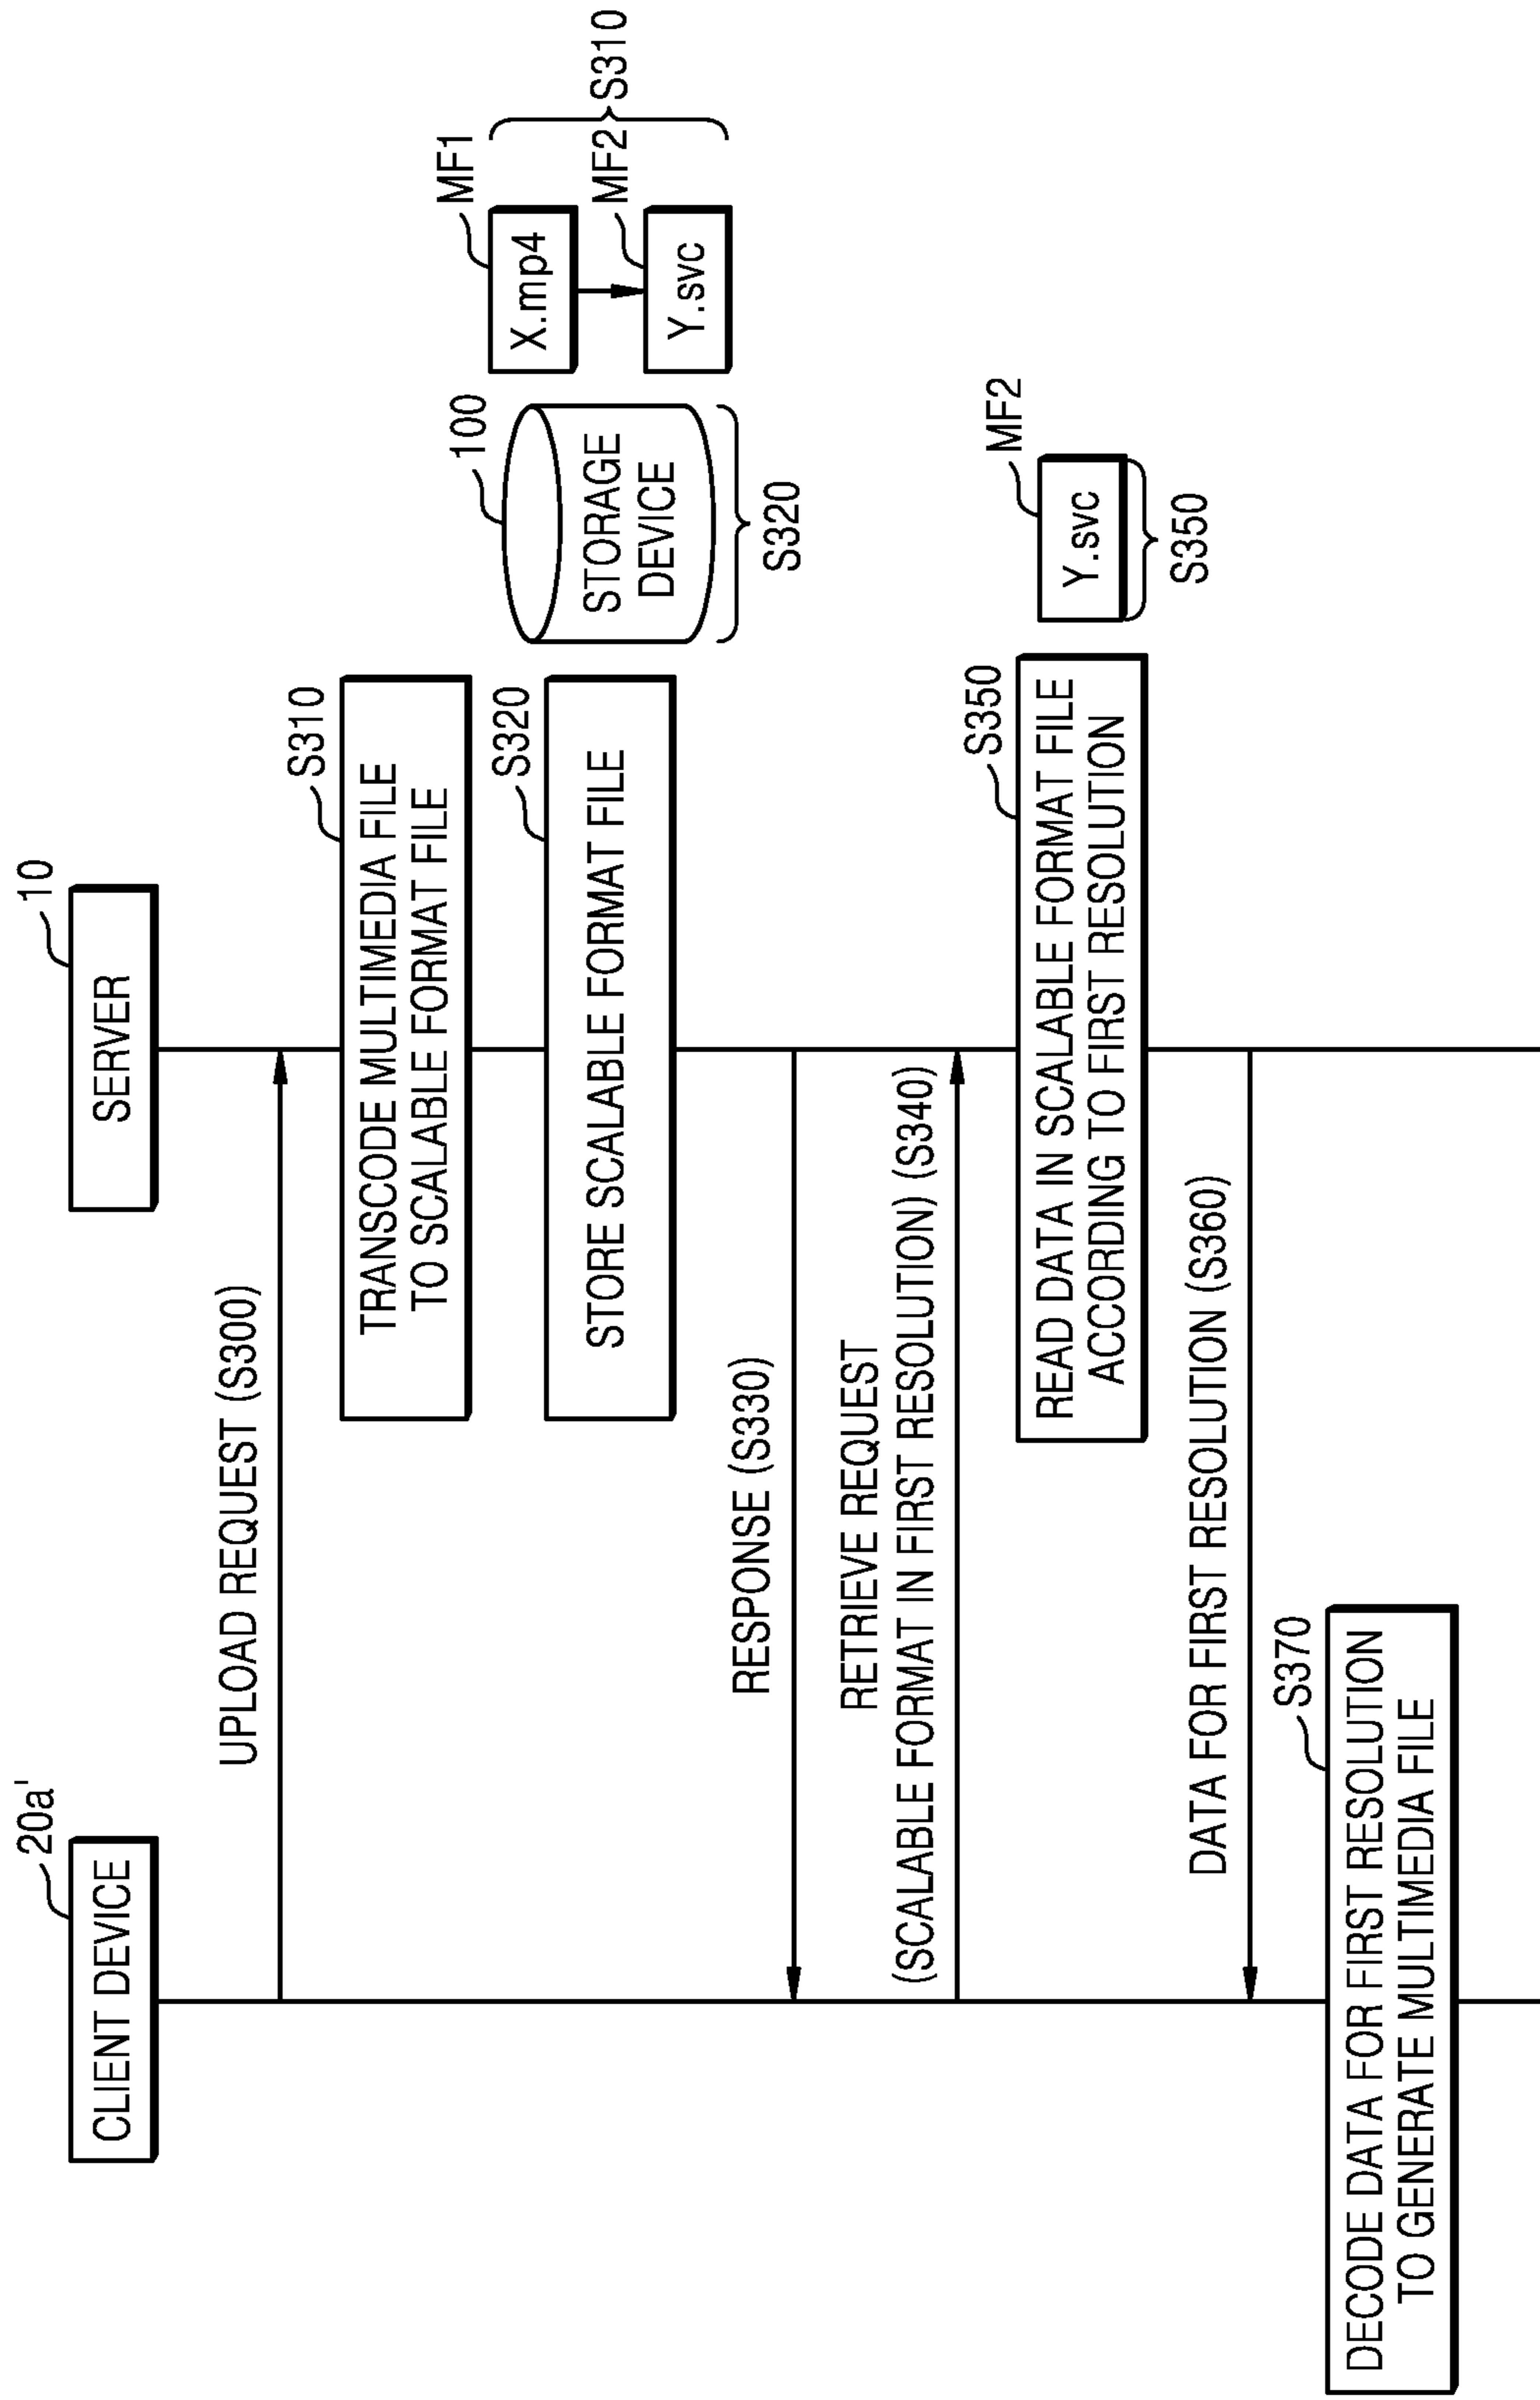 CLIENT DEVICE
20a'
SERVER
10
UPLOAD REQUEST (S300)
S310
TRANSCODE MULTIMEDIA FILE
TO SCALABLE FORMAT FILE
S320
STORE SCALABLE FORMAT FILE
100
STORAGE
DEVICE
S320
MF1
X.mp4
MF2
Y.svc
S310
RESPONSE (S330)
RETRIEVE REQUEST
(SCALABLE FORMAT IN FIRST RESOLUTION) (S340)
S350
READ DATA IN SCALABLE FORMAT FILE
ACCORDING TO FIRST RESOLUTION
MF2
Y.svc
S350
DATA FOR FIRST RESOLUTION (S360)
S370
DECODE DATA FOR FIRST RESOLUTION
TO GENERATE MULTIMEDIA FILE